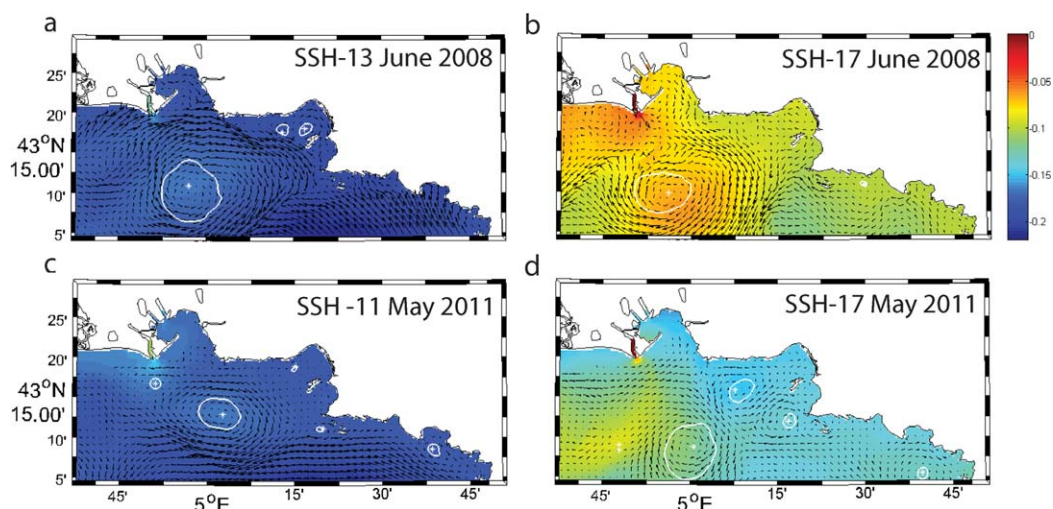 a
SSH-13 June 2008
25'
20'
43°N
15.00'
10'
5'
b
SSH-17 June 2008
0
-0.05
-0.1
-0.15
-0.2
c
SSH -11 May 2011
25'
20'
43°N
15.00'
10'
5'
45'
5°E
15'
30'
45'
d
SSH-17 May 2011
45'
5°E
15'
30'
45'